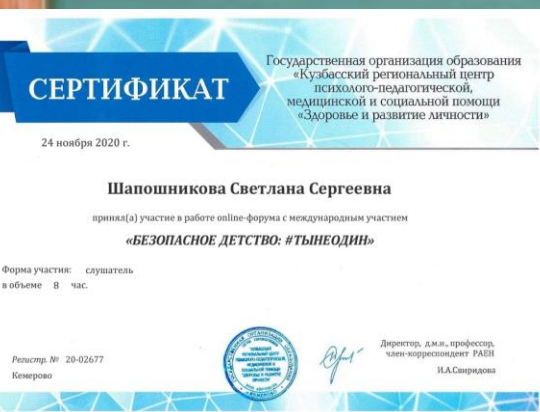 СЕРТИФИКАТ
Государственная организация образования
«Кузбасский региональный центр
психолого-педагогической,
медицинской и социальной помощи
«Здоровье и развитие личности»
24 ноября 2020 г.
Шапошникова Светлана Сергеевна
принял(а) участие в работе online-форума с международным участием
«БЕЗОПАСНОЕ ДЕТСТВО: #ТЫНЕОДИН»
Форма участия: слушатель
в объеме 8 час.
Регистр. № 20-02677
Кемерово
Директор, д.м.н., профессор,
член-корреспондент РАЕН
И.А.Свиридова